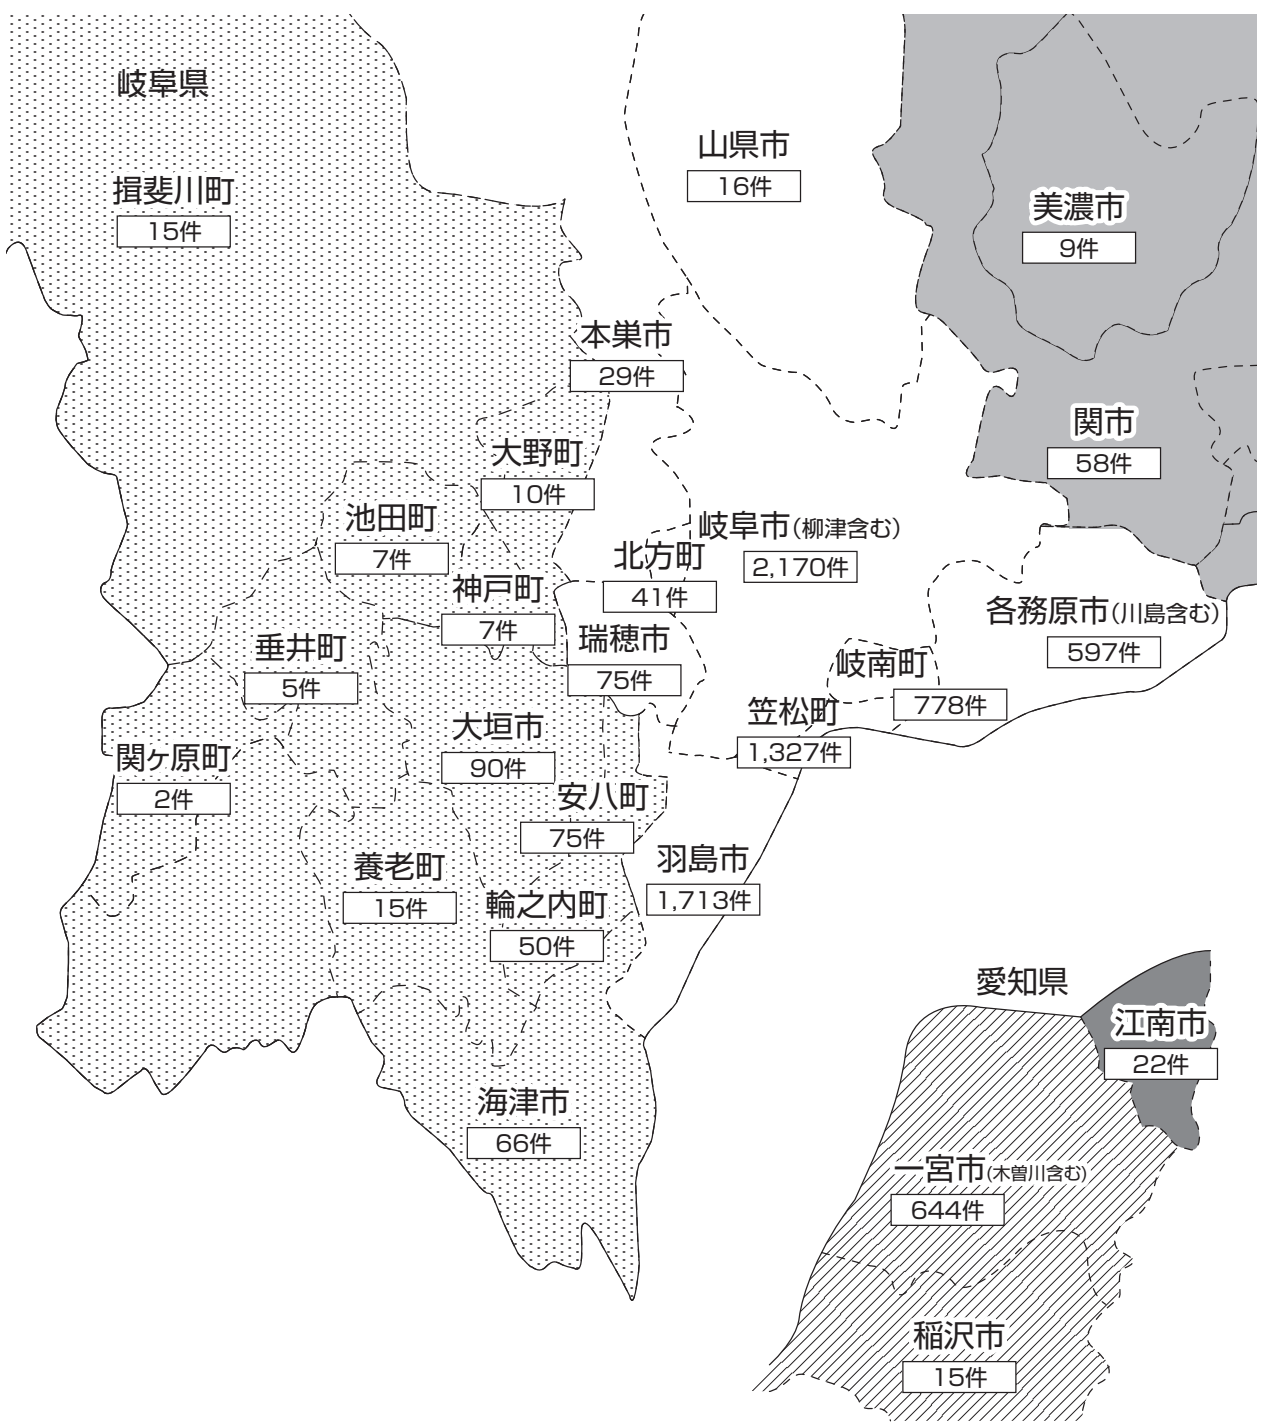 岐阜県
山県市
16件
揖斐川町
15件
美濃市
9件
本巣市
29件
関市
58件
大野町
10件
池田町
7件
岐阜市(柳津含む)
2,170件
北方町
41件
神戸町
7件
各務原市(川島含む)
597件
瑞穂市
75件
垂井町
5件
岐南町
778件
笠松町
1,327件
大垣市
90件
関ヶ原町
2件
安八町
75件
羽島市
1,713件
養老町
15件
輪之内町
50件
愛知県
江南市
22件
海津市
66件
一宮市(木曽川含む)
644件
稲沢市
15件